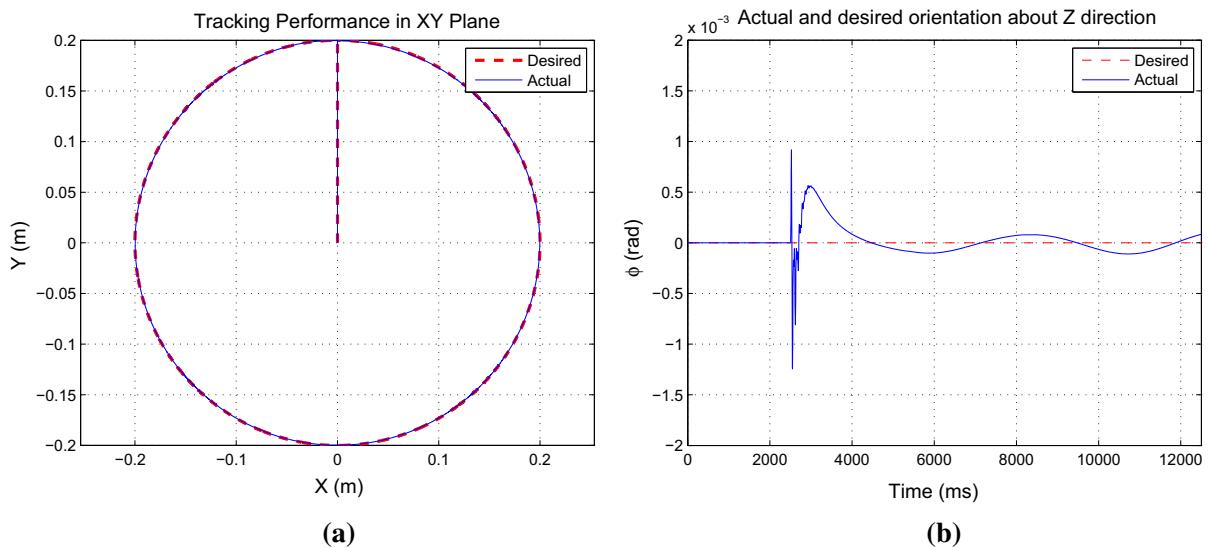 Tracking Performance in XY Plane
Desired
Actual
0.2
0.15
0.1
0.05
0
−0.05
−0.1
−0.15
−0.2
Y (m)
−0.2 −0.1 0 0.1 0.2
X (m)
(a)
Actual and desired orientation about Z direction
x 10⁻³
Desired
Actual
2
1.5
1
0.5
0
−0.5
−1
−1.5
−2
ϕ (rad)
0 2000 4000 6000 8000 10000 12000
Time (ms)
(b)